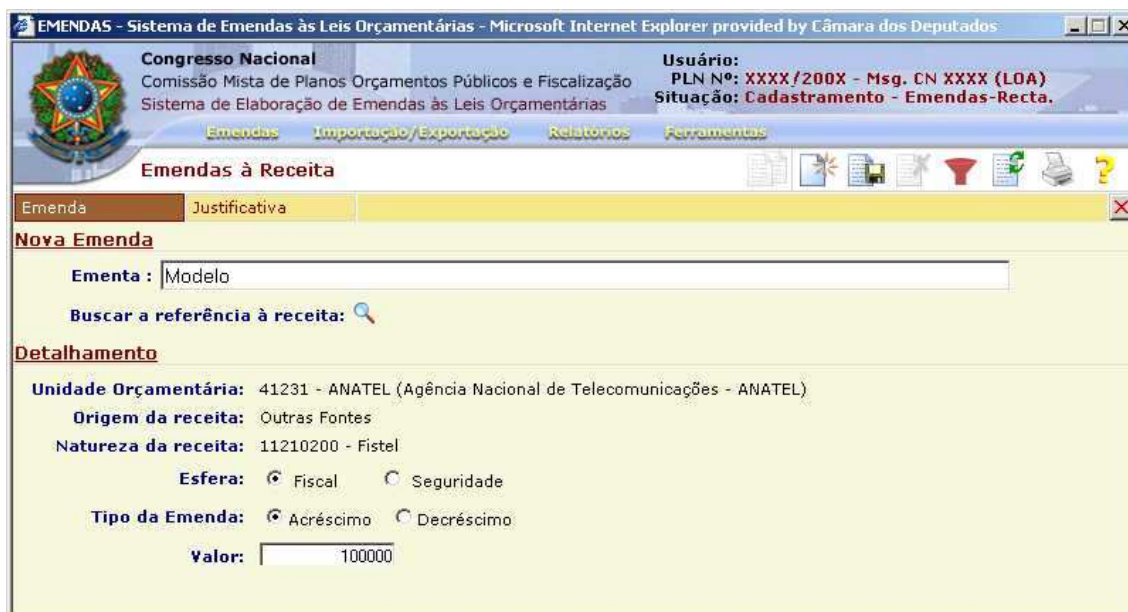 EMENDAS - Sistema de Emendas às Leis Orçamentárias - Microsoft Internet Explorer provided by Câmara dos Deputados
Congresso Nacional
Comissão Mista de Planos Orçamentos Públicos e Fiscalização
Sistema de Elaboração de Emendas às Leis Orçamentárias
Usuário:
PLN Nº: XXXX/200X - Msg. CN XXXX (LOA)
Situação: Cadastramento - Emendas-Recta.
Emendas Importação/Exportação Relatórios Ferramentas
Emendas à Receita
Emenda Justificativa
Nova Emenda
Ementa : Modelo
Buscar a referência à receita:
Detalhamento
Unidade Orçamentária: 41231 - ANATEL (Agência Nacional de Telecomunicações - ANATEL)
Origem da receita: Outras Fontes
Natureza da receita: 11210200 - Fistel
Esfera: Fiscal Seguridade
Tipo da Emenda: Acréscimo Decréscimo
Valor: 100000